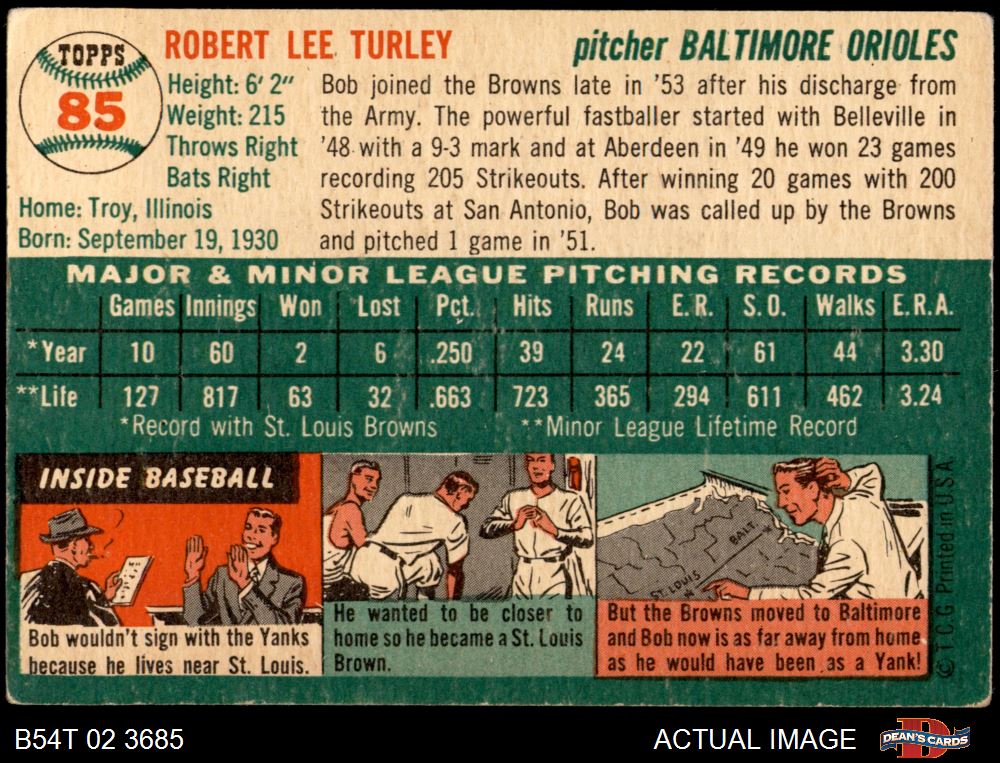 TOPPS
85
ROBERT LEE TURLEY
pitcher BALTIMORE ORIOLES
Height: 6' 2"
Weight: 215
Throws Right
Bats Right
Home: Troy, Illinois
Born: September 19, 1930
Bob joined the Browns late in '53 after his discharge from
the Army. The powerful fastballer started with Belleville in
'48 with a 9-3 mark and at Aberdeen in '49 he won 23 games
recording 205 Strikeouts. After winning 20 games with 200
Strikeouts at San Antonio, Bob was called up by the Browns
and pitched 1 game in '51.
MAJOR & MINOR LEAGUE PITCHING RECORDS
Games Innings Won Lost Pct. Hits Runs E.R. S.O. Walks E.R.A.
*Year 10 60 2 6 .250 39 24 22 61 44 3.30
**Life 127 817 63 32 .663 723 365 294 611 462 3.24
*Record with St. Louis Browns **Minor League Lifetime Record
INSIDE BASEBALL
Bob wouldn't sign with the Yanks
because he lives near St. Louis.
He wanted to be closer to
home so he became a St. Louis
Brown.
BALT.
ST. LOUIS
But the Browns moved to Baltimore
and Bob now is as far away from home
as he would have been as a Yank!
© T.C.G. Printed in U.S.A.
B54T 02 3685
ACTUAL IMAGE
D
DEAN'S CARDS